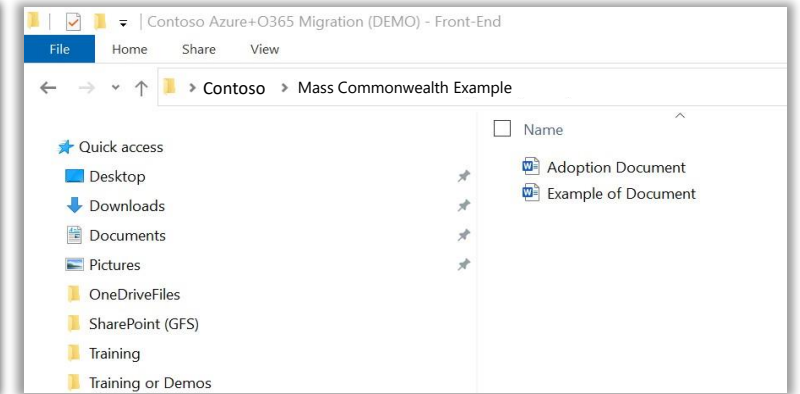 Contoso Azure+O365 Migration (DEMO) - Front-End
File Home Share View
Contoso > Mass Commonwealth Example
Name
Quick access
Desktop
Downloads
Documents
Pictures
OneDriveFiles
SharePoint (GFS)
Training
Training or Demos
Adoption Document
Example of Document